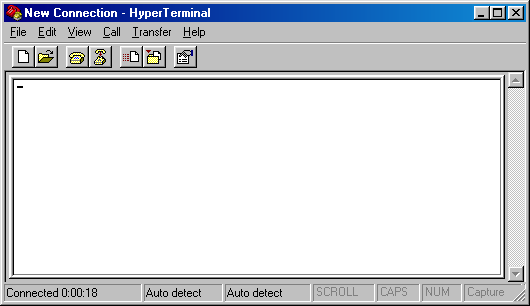 New Connection - HyperTerminal
File Edit View Call Transfer Help
Connected 0:00:18 Auto detect Auto detect SCROLL CAPS NUM Capture